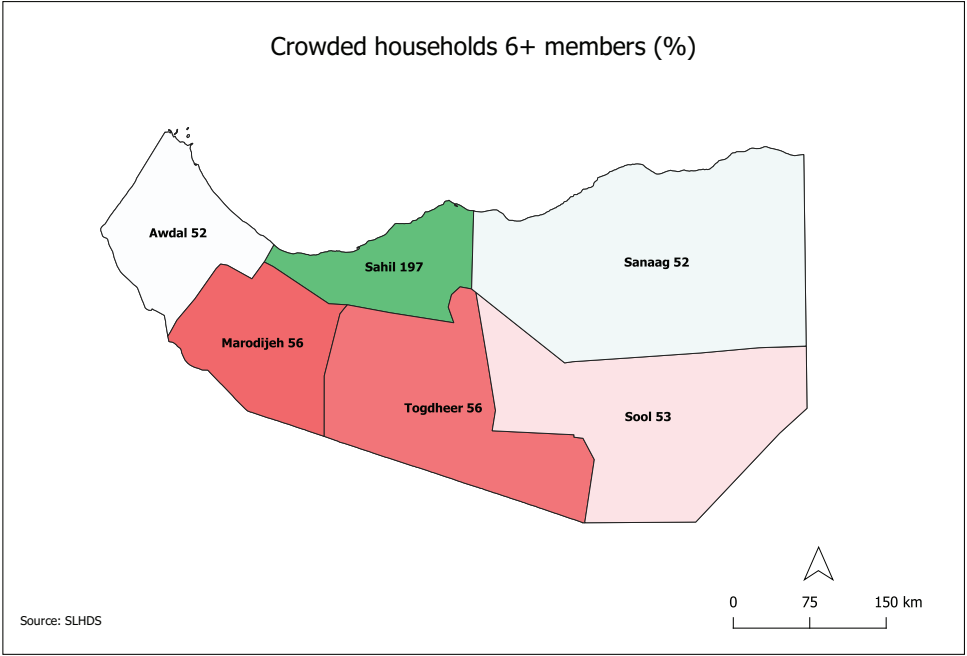 Crowded households 6+ members (%)
Awdal 52
Sahil 197
Sanaag 52
Marodijeh 56
Togdheer 56
Sool 53
0 75 150 km
Source: SLHDS